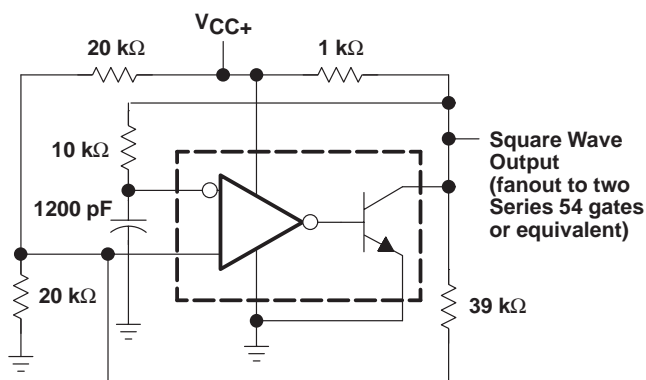 VCC+
20 kΩ
1 kΩ
10 kΩ
Square Wave
Output
(fanout to two
Series 54 gates
or equivalent)
1200 pF
20 kΩ
39 kΩ